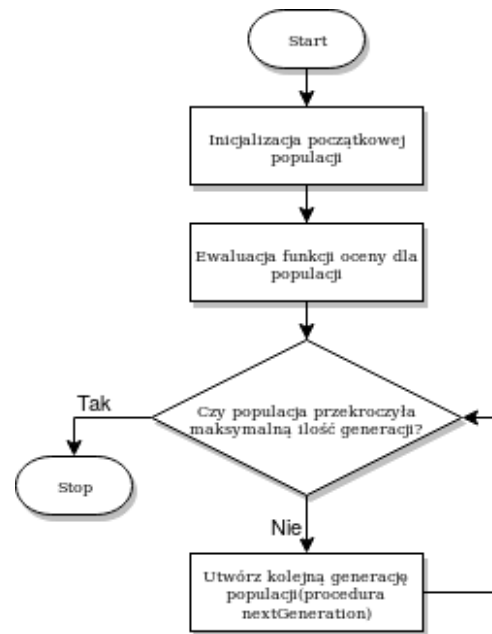 Start
Inicjalizacja początkowej
populacji
Ewaluacja funkcji oceny dla
populacji
Czy populacja przekroczyła
maksymalną ilość generacji?
Tak
Stop
Nie
Utwórz kolejną generację
populacji(procedura
nextGeneration)